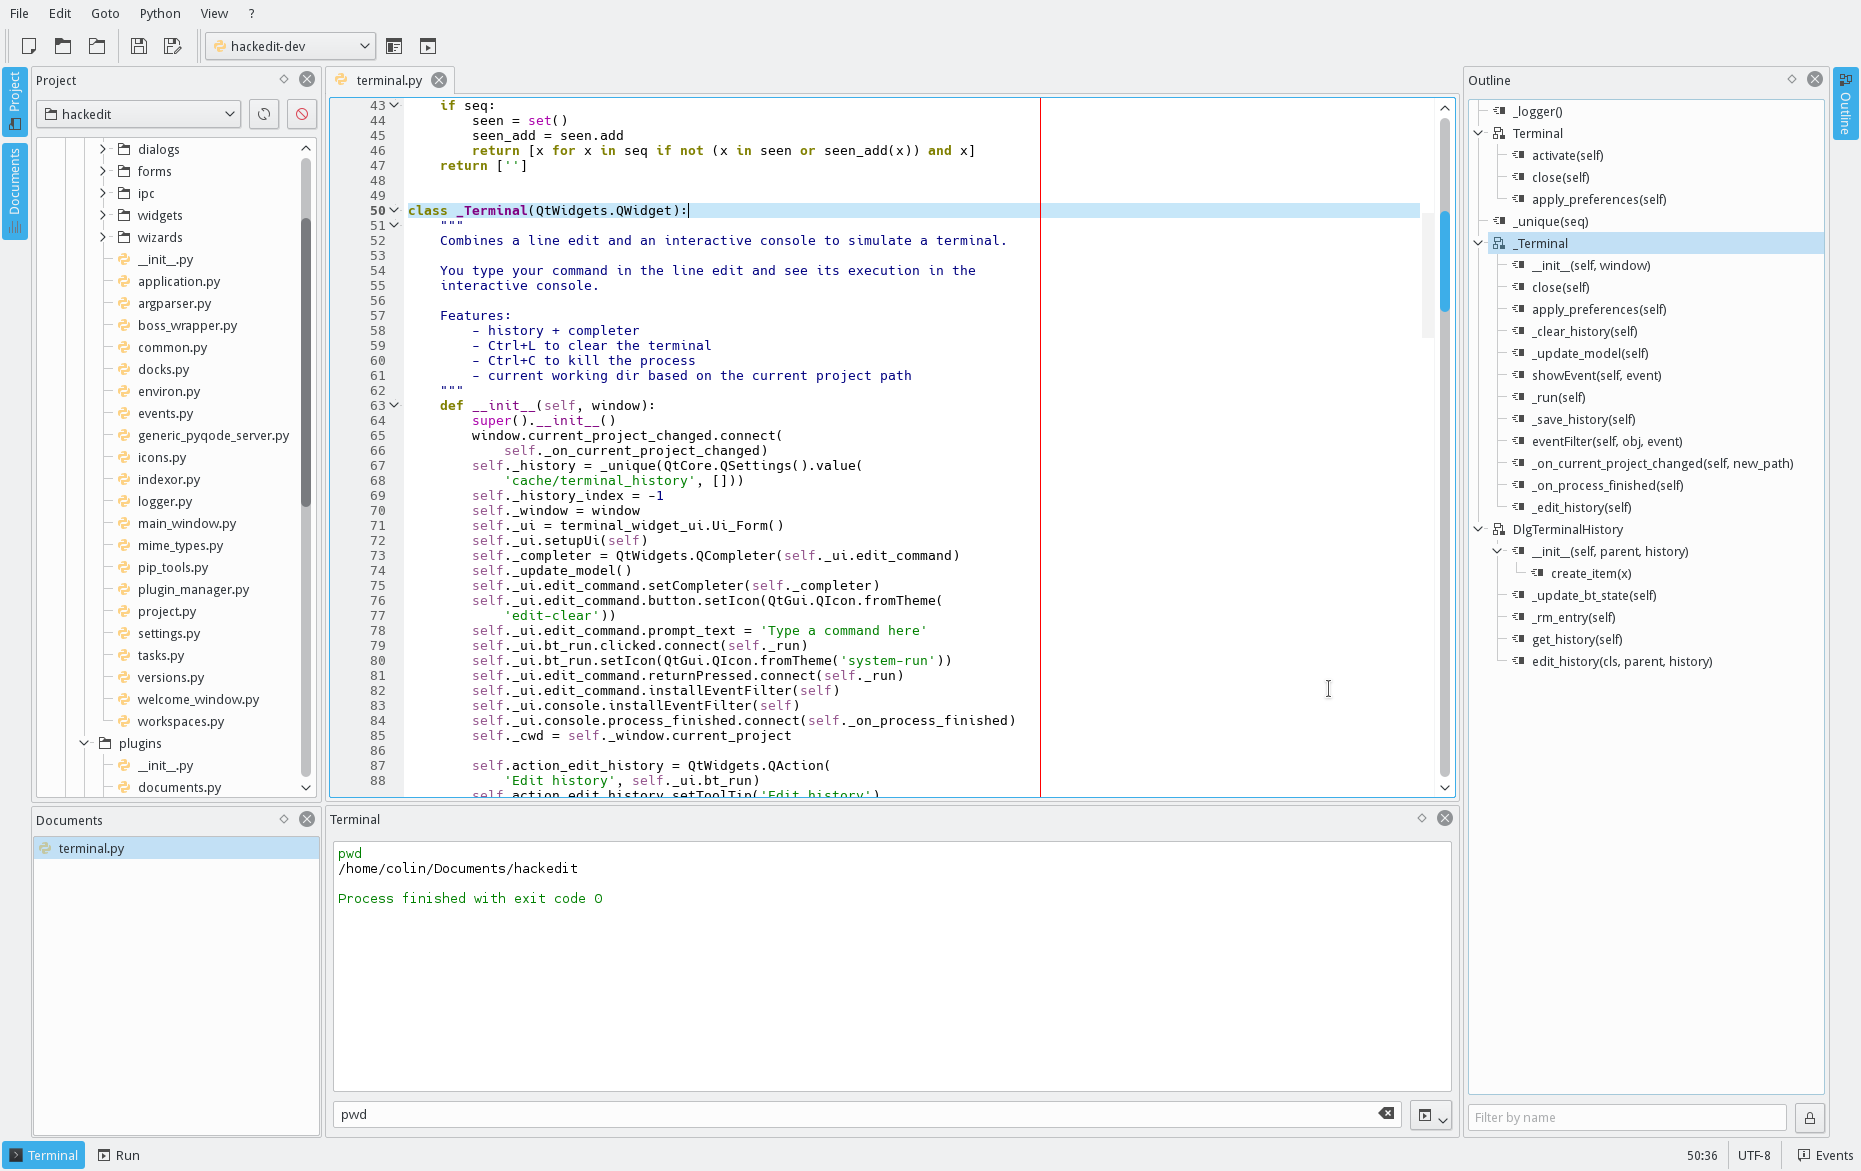 File Edit Goto Python View ?
hackedit-dev
Project
Documents
Project
hackedit
dialogs
forms
ipc
widgets
wizards
__init__.py
application.py
argparser.py
boss_wrapper.py
common.py
docks.py
environ.py
events.py
generic_pyqode_server.py
icons.py
indexor.py
logger.py
main_window.py
mime_types.py
pip_tools.py
plugin_manager.py
project.py
settings.py
tasks.py
versions.py
welcome_window.py
workspaces.py
plugins
__init__.py
documents.py
Documents
terminal.py
terminal.py
43 if seq:
44 seen = set()
45 seen_add = seen.add
46 return [x for x in seq if not (x in seen or seen_add(x)) and x]
47 return ['']
48
49
50 class _Terminal(QtWidgets.QWidget):
51 """
52 Combines a line edit and an interactive console to simulate a terminal.
53
54 You type your command in the line edit and see its execution in the
55 interactive console.
56
57 Features:
58 - history + completer
59 - Ctrl+L to clear the terminal
60 - Ctrl+C to kill the process
61 - current working dir based on the current project path
62 """
63 def __init__(self, window):
64 super().__init__()
65 window.current_project_changed.connect(
66 self._on_current_project_changed)
67 self._history = _unique(QtCore.QSettings().value(
68 'cache/terminal_history', []))
69 self._history_index = -1
70 self._window = window
71 self._ui = terminal_widget_ui.Ui_Form()
72 self._ui.setupUi(self)
73 self._completer = QtWidgets.QCompleter(self._ui.edit_command)
74 self._update_model()
75 self._ui.edit_command.setCompleter(self._completer)
76 self._ui.edit_command.button.setIcon(QtGui.QIcon.fromTheme(
77 'edit-clear'))
78 self._ui.edit_command.prompt_text = 'Type a command here'
79 self._ui.bt_run.clicked.connect(self._run)
80 self._ui.bt_run.setIcon(QtGui.QIcon.fromTheme('system-run'))
81 self._ui.edit_command.returnPressed.connect(self._run)
82 self._ui.edit_command.installEventFilter(self)
83 self._ui.console.installEventFilter(self)
84 self._ui.console.process_finished.connect(self._on_process_finished)
85 self._cwd = self._window.current_project
86
87 self.action_edit_history = QtWidgets.QAction(
88 'Edit history', self._ui.bt_run)
self.action_edit_history.setToolTip('Edit history')
Terminal
pwd
/home/colin/Documents/hackedit
Process finished with exit code 0
pwd
Outline
_logger()
Terminal
activate(self)
close(self)
apply_preferences(self)
_unique(seq)
_Terminal
__init__(self, window)
close(self)
apply_preferences(self)
_clear_history(self)
_update_model(self)
showEvent(self, event)
_run(self)
_save_history(self)
eventFilter(self, obj, event)
_on_current_project_changed(self, new_path)
_on_process_finished(self)
_edit_history(self)
DlgTerminalHistory
__init__(self, parent, history)
create_item(x)
_update_bt_state(self)
_rm_entry(self)
get_history(self)
edit_history(cls, parent, history)
Filter by name
Outline
Terminal Run 50:36 UTF-8 Events